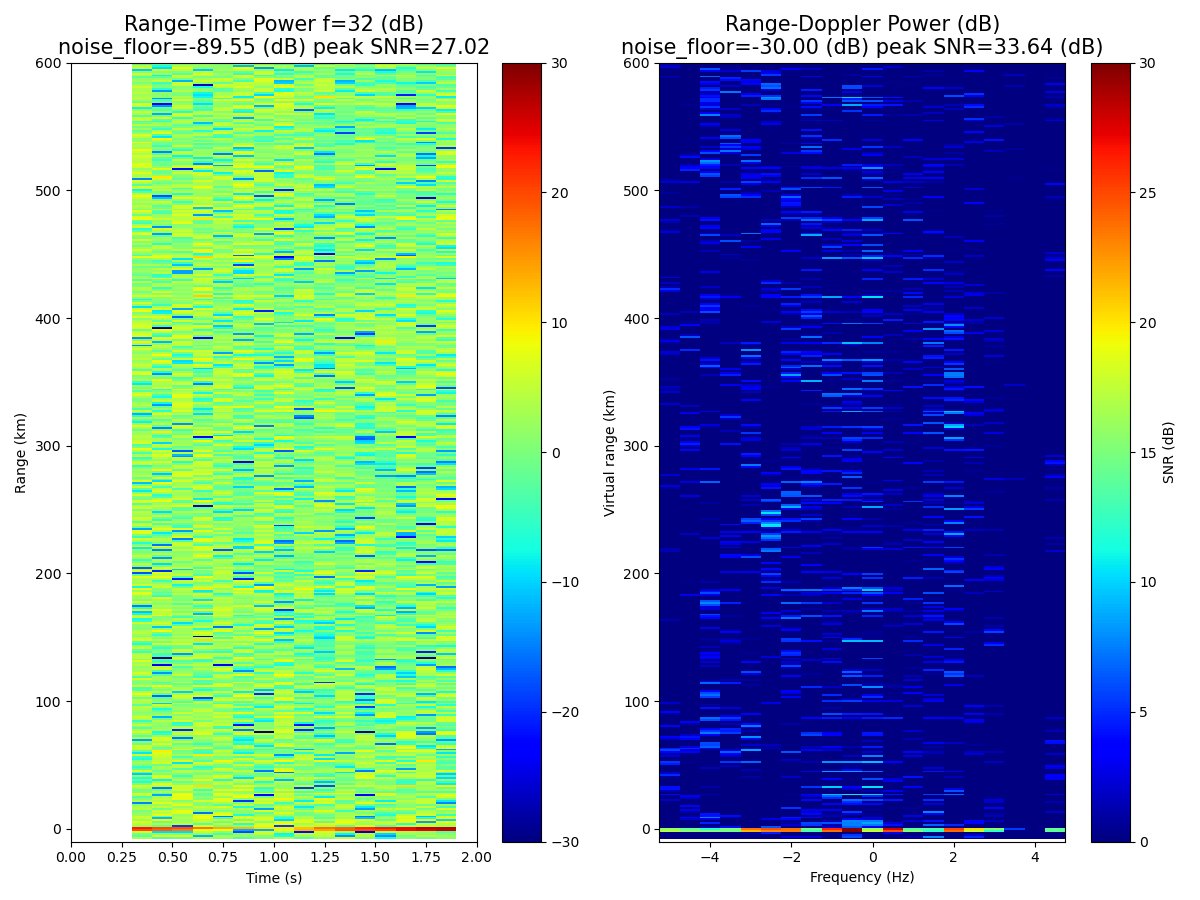 Range-Time Power f=32 (dB)
noise_floor=-89.55 (dB) peak SNR=27.02
Range-Doppler Power (dB)
noise_floor=-30.00 (dB) peak SNR=33.64 (dB)
600
500
400
300
200
100
0
Range (km)
0.00 0.25 0.50 0.75 1.00 1.25 1.50 1.75 2.00
Time (s)
30
20
10
0
−10
−20
−30
600
500
400
300
200
100
0
Virtual range (km)
−4 −2 0 2 4
Frequency (Hz)
30
25
20
15
10
5
0
SNR (dB)